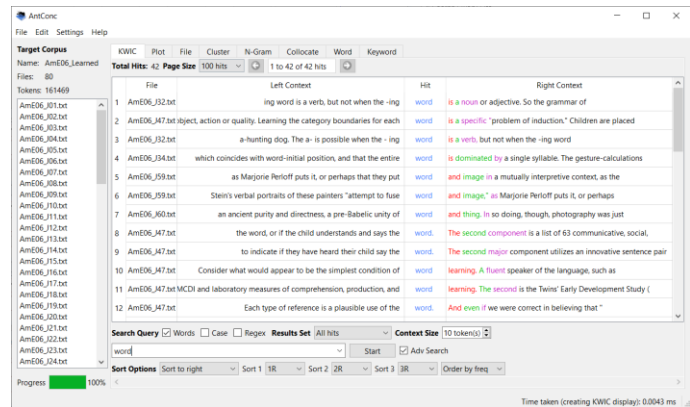 AntConc
File Edit Settings Help
Target Corpus
Name: AmE06_Learned
Files: 80
Tokens: 161469
AmE06_J01.txt
AmE06_J02.txt
AmE06_J03.txt
AmE06_J04.txt
AmE06_J05.txt
AmE06_J06.txt
AmE06_J07.txt
AmE06_J08.txt
AmE06_J09.txt
AmE06_J10.txt
AmE06_J11.txt
AmE06_J12.txt
AmE06_J13.txt
AmE06_J14.txt
AmE06_J15.txt
AmE06_J16.txt
AmE06_J17.txt
AmE06_J18.txt
AmE06_J19.txt
AmE06_J20.txt
AmE06_J21.txt
AmE06_J22.txt
AmE06_J23.txt
AmE06_J24.txt
Progress 100%
KWIC Plot File Cluster N-Gram Collocate Word Keyword
Total Hits: 42 Page Size 100 hits 1 to 42 of 42 hits
File Left Context Hit Right Context
1 AmE06_J32.txt ing word is a verb, but not when the -ing word is a noun or adjective. So the grammar of
2 AmE06_J47.txt object, action or quality. Learning the category boundaries for each word is a specific "problem of induction." Children are placed
3 AmE06_J32.txt a-hunting dog. The a- is possible when the - ing word is a verb, but not when the -ing word
4 AmE06_J34.txt which coincides with word-initial position, and that the entire word is dominated by a single syllable. The gesture-calculations
5 AmE06_J59.txt as Marjorie Perloff puts it, or perhaps that they put word and image in a mutually interpretive context, as the
6 AmE06_J59.txt Stein's verbal portraits of these painters "attempt to fuse word and image," as Marjorie Perloff puts it, or perhaps
7 AmE06_J60.txt an ancient purity and directness, a pre-Babelic unity of word and thing. In so doing, though, photography was just
8 AmE06_J47.txt the word, or if the child understands and says the word. The second component is a list of 63 communicative, social,
9 AmE06_J47.txt to indicate if they have heard their child say the word. The second major component utilizes an innovative sentence pair
10 AmE06_J47.txt Consider what would appear to be the simplest condition of word learning. A fluent speaker of the language, such as
11 AmE06_J47.txt MCDI and laboratory measures of comprehension, production, and word learning. The second is the Twins' Early Development Study (
12 AmE06_J47.txt Each type of reference is a plausible use of the word. And even if we were correct in believing that "
Search Query Words Case Regex Results Set All hits Context Size 10 token(s)
word Start Adv Search
Sort Options Sort to right Sort 1 1R Sort 2 2R Sort 3 3R Order by freq
Time taken (creating KWIC display): 0.0043 ms